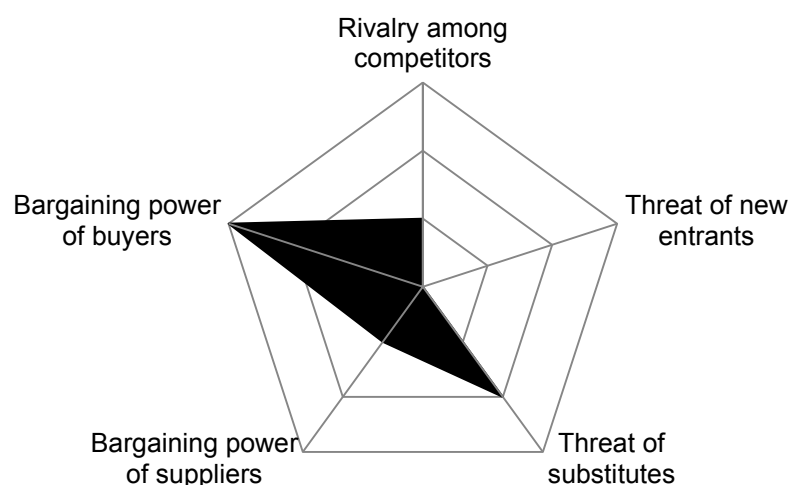 Rivalry among
competitors
Bargaining power
of buyers
Threat of new
entrants
Bargaining power
of suppliers
Threat of
substitutes